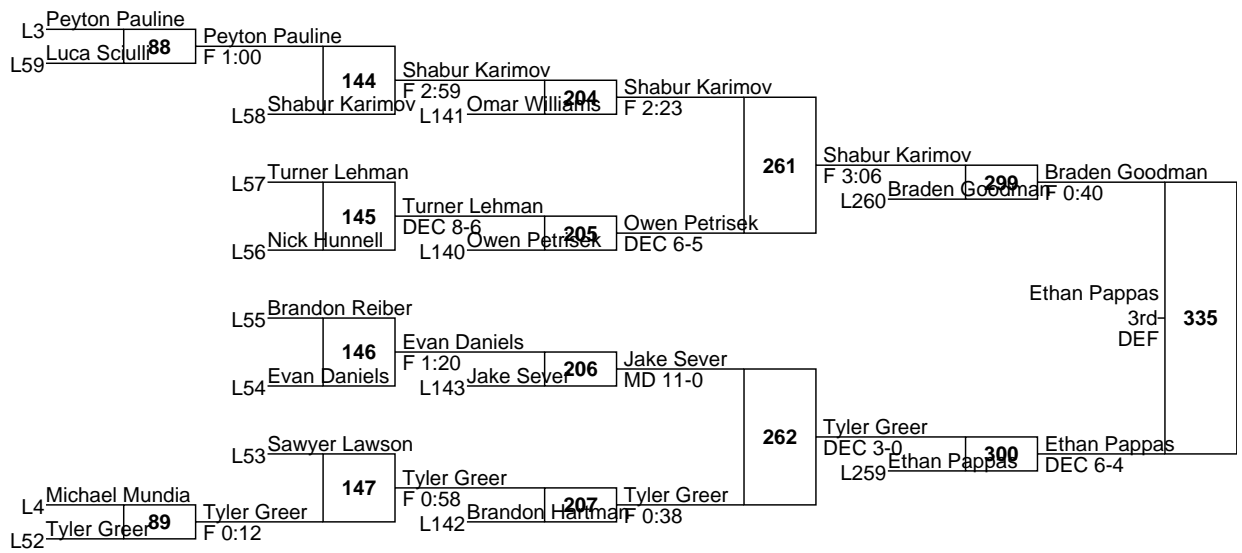 Peyton Pauline
L3
88
Peyton Pauline
F 1:00
Luca Sciulli
L59
144
Shabur Karimov
F 2:59
Shabur Karimov
L58
Omar Williams
L141
204
Shabur Karimov
F 2:23
261
Shabur Karimov
F 3:06
Turner Lehman
L57
145
Turner Lehman
DEC 8-6
Nick Hunnell
L56
Owen Petrisek
L140
205
Owen Petrisek
DEC 6-5
Braden Goodman
L260
299
Braden Goodman
F 0:40
Brandon Reiber
L55
146
Evan Daniels
F 1:20
Evan Daniels
L54
Jake Sever
L143
206
Jake Sever
MD 11-0
262
Tyler Greer
DEC 3-0
Sawyer Lawson
L53
147
Tyler Greer
F 0:58
Michael Mundia
L4
89
Tyler Greer
F 0:12
Tyler Greer
L52
Brandon Hartman
L142
207
Tyler Greer
F 0:38
Ethan Pappas
L259
300
Ethan Pappas
DEC 6-4
Ethan Pappas
3rd
DEF
335